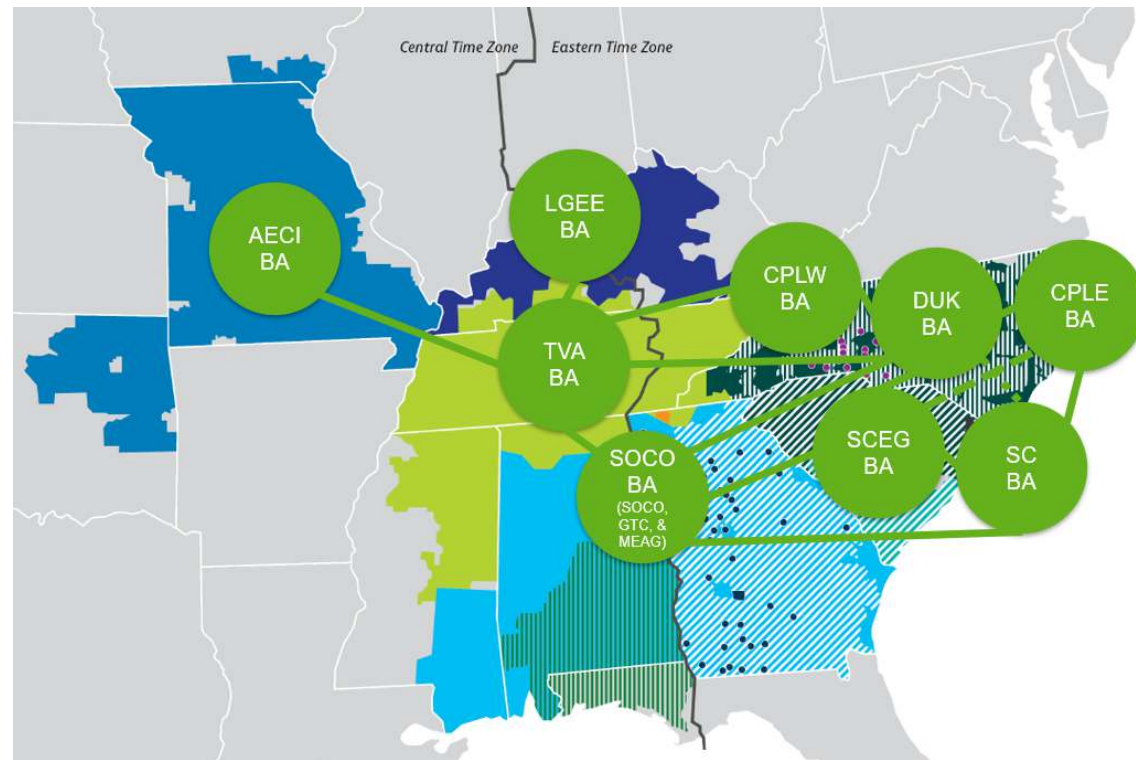 Central Time Zone
Eastern Time Zone
LGEE
BA
AECI
BA
CPLW
BA
DUK
BA
CPLE
BA
TVA
BA
SOCO
BA
(SOCO,
GTC, &
MEAG)
SCEG
BA
SC
BA